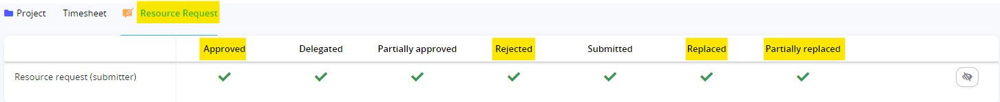 Project Timesheet Resource Request
Approved Delegated Partially approved Rejected Submitted Replaced Partially replaced
Resource request (submitter)